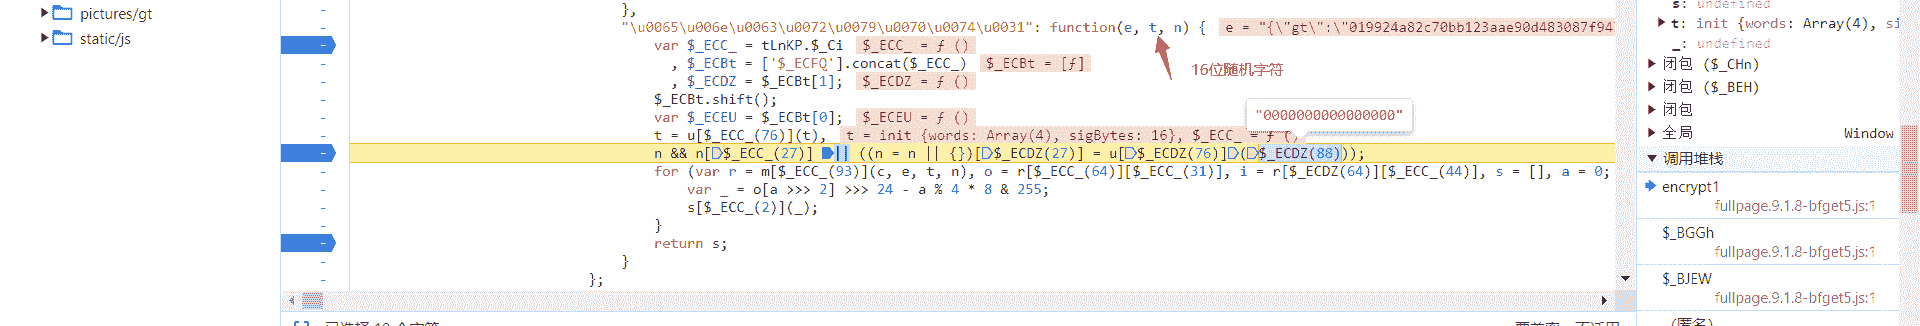 pictures/gt
static/js
},
"\u0065\u006e\u0063\u0072\u0079\u0070\u0074\u0031": function(e, t, n) { e = "{\"gt\":\"019924a82c70bb123aae90d483087f94
var $_ECC_ = tLnKP.$_Ci $_ECC_ = ƒ ()
, $_ECBt = ['$_ECFQ'].concat($_ECC_) $_ECBt = [ƒ]
, $_ECDZ = $_ECBt[1]; $_ECDZ = ƒ ()
16位随机字符
$_ECBt.shift();
"0000000000000000"
var $_ECEU = $_ECBt[0]; $_ECEU = ƒ ()
t = u[$_ECC_(76)](t), t = init {words: Array(4), sigBytes: 16}, $_ECC_ = ƒ ()
n && n[$_ECC_(27)] || ((n = n || {})[$_ECDZ(27)] = u[$_ECDZ(76)]($_ECDZ(88)));
for (var r = m[$_ECC_(93)](c, e, t, n), o = r[$_ECC_(64)][$_ECC_(31)], i = r[$_ECDZ(64)][$_ECC_(44)], s = [], a = 0;
var _ = o[a >>> 2] >>> 24 - a % 4 * 8 & 255;
s[$_ECC_(2)](_);
}
return s;
}
};
s: undefined
t: init {words: Array(4), si
_: undefined
闭包 ($_CHn)
闭包 ($_BEH)
闭包
全局 Window
调用堆栈
encrypt1
fullpage.9.1.8-bfget5.js:1
$_BGGh
fullpage.9.1.8-bfget5.js:1
$_BJEW
fullpage.9.1.8-bfget5.js:1
(匿名)